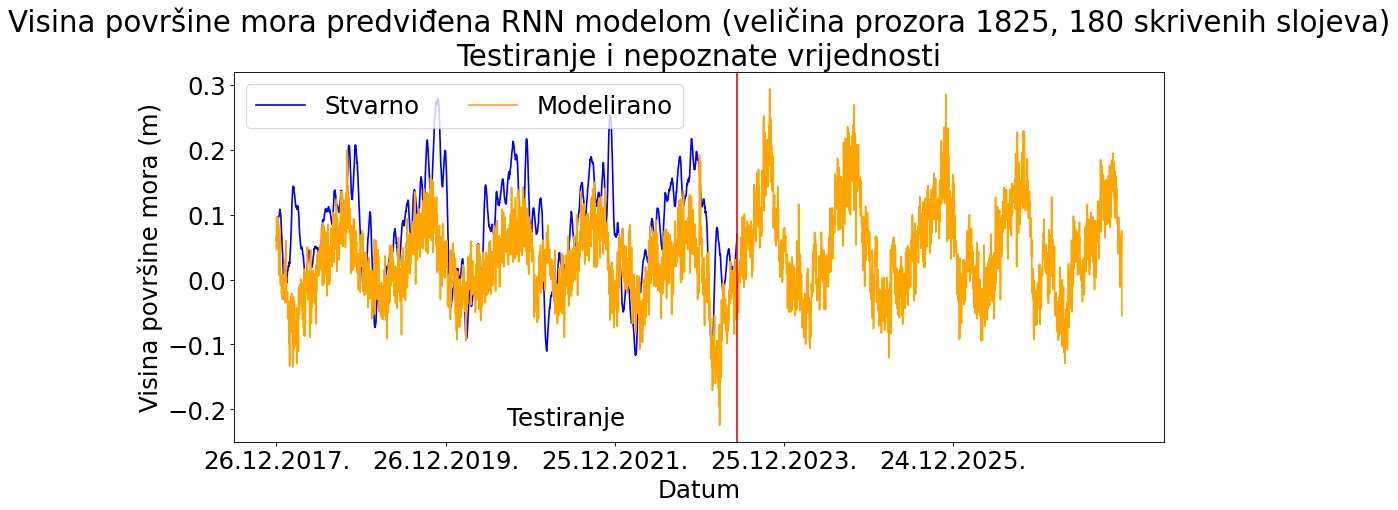 Visina površine mora predviđena RNN modelom (veličina prozora 1825, 180 skrivenih slojeva)
Testiranje i nepoznate vrijednosti
Stvarno Modelirano
Visina površine mora (m)
0.3
0.2
0.1
0.0
−0.1
−0.2
Testiranje
26.12.2017. 26.12.2019. 25.12.2021. 25.12.2023. 24.12.2025.
Datum